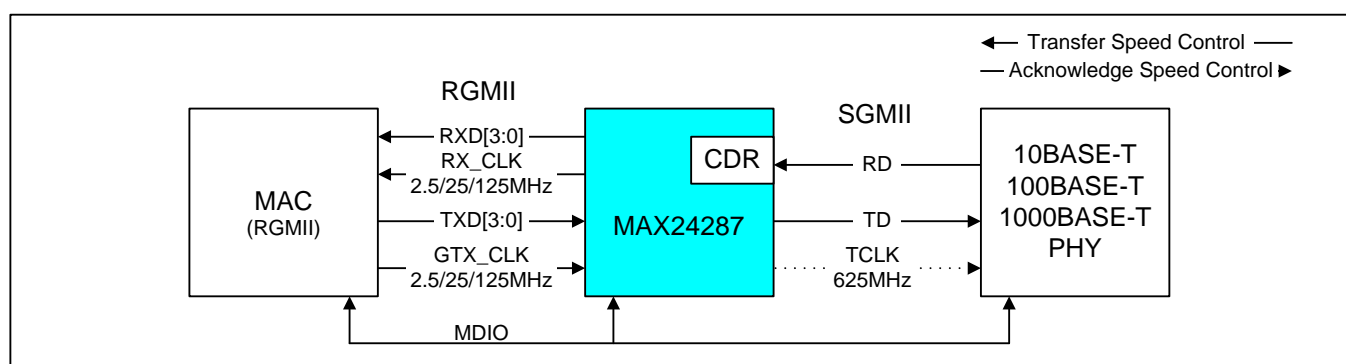 Transfer Speed Control
Acknowledge Speed Control
RGMII
SGMII
MAC
(RGMII)
RXD[3:0]
RX_CLK
2.5/25/125MHz
TXD[3:0]
GTX_CLK
2.5/25/125MHz
MAX24287
CDR
RD
TD
TCLK
625MHz
10BASE-T
100BASE-T
1000BASE-T
PHY
MDIO